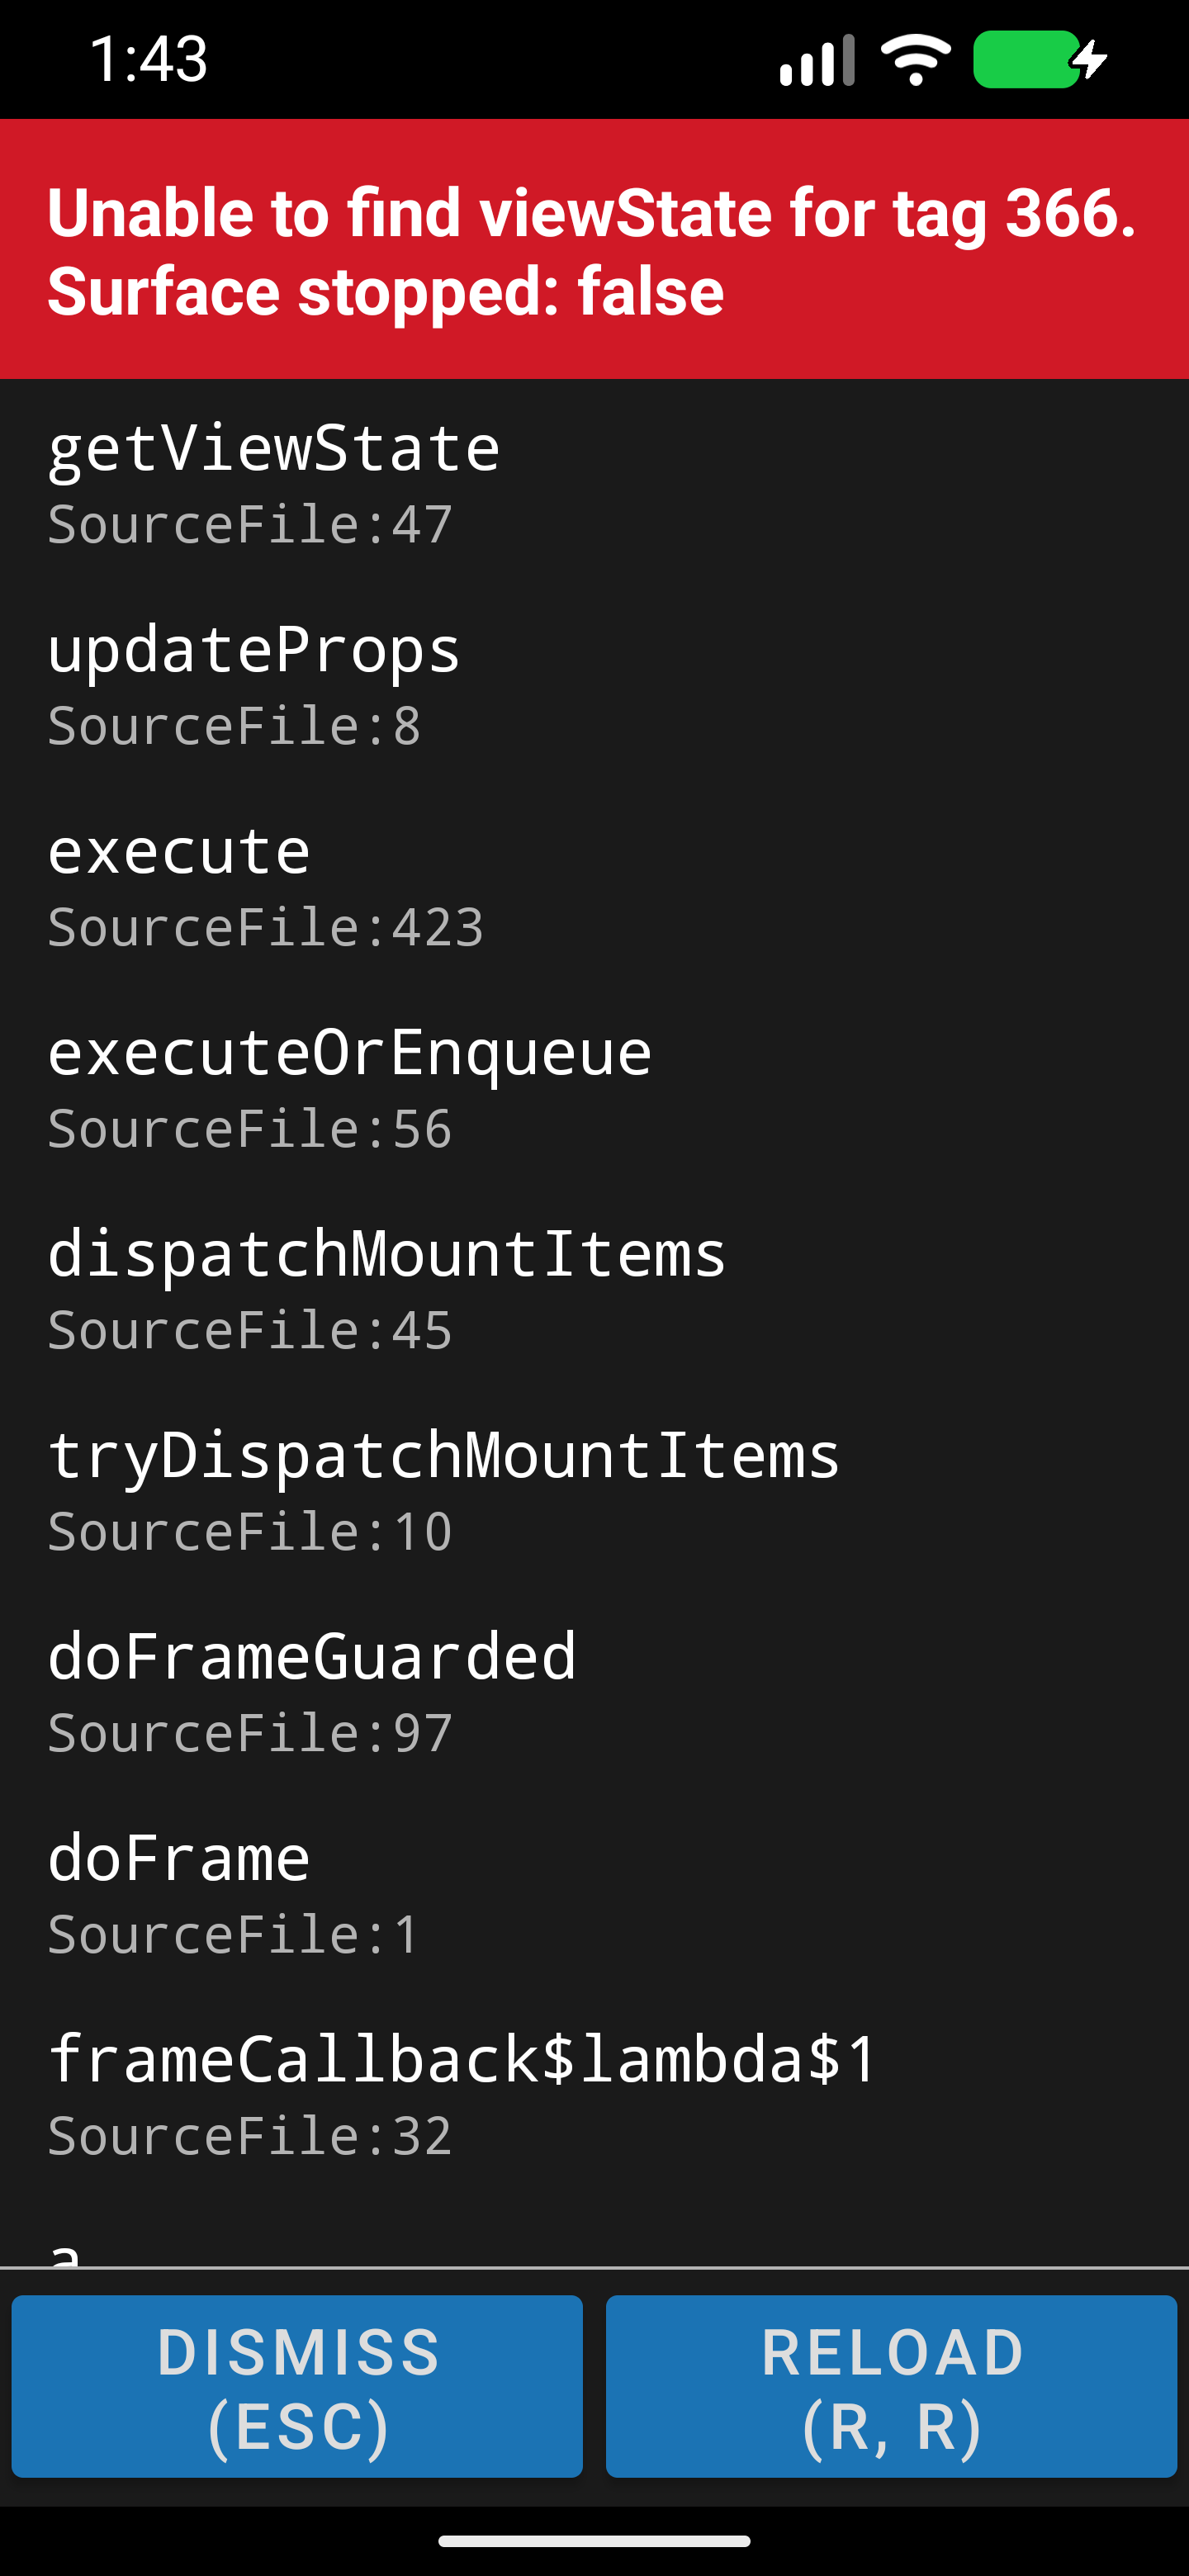 1:43
Unable to find viewState for tag 366.
Surface stopped: false
getViewState
SourceFile:47
updateProps
SourceFile:8
execute
SourceFile:423
executeOrEnqueue
SourceFile:56
dispatchMountItems
SourceFile:45
tryDispatchMountItems
SourceFile:10
doFrameGuarded
SourceFile:97
doFrame
SourceFile:1
frameCallback$lambda$1
SourceFile:32
a
DISMISS
(ESC)
RELOAD
(R, R)